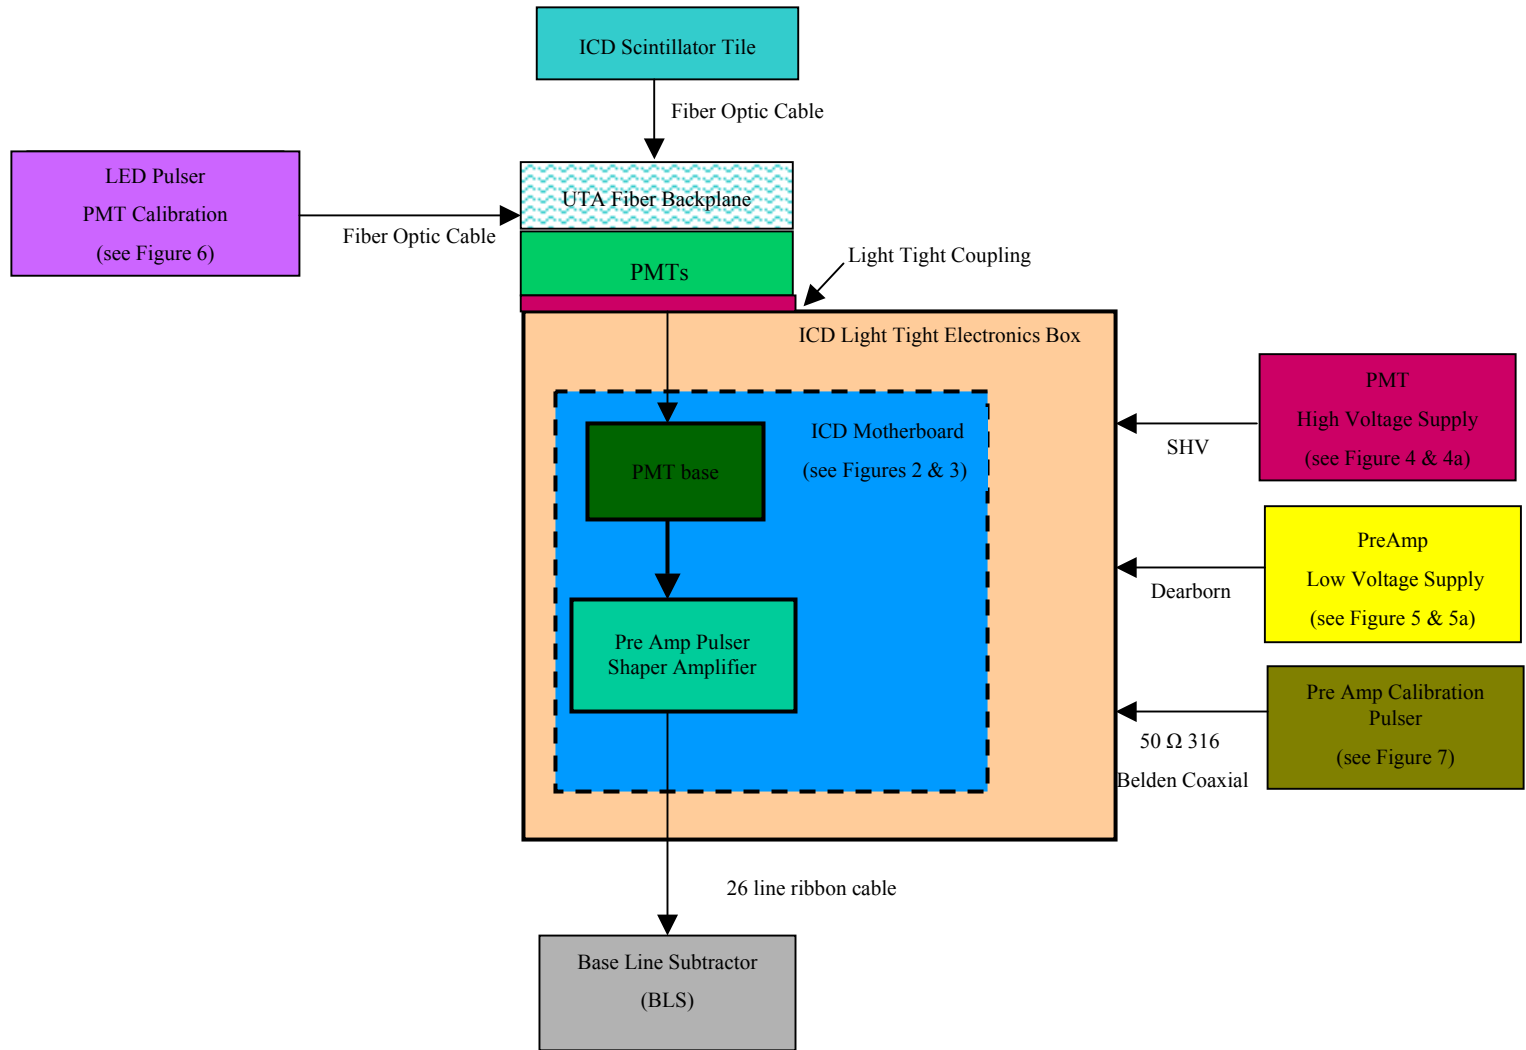 ICD Scintillator Tile
Fiber Optic Cable
LED Pulser
PMT Calibration
(see Figure 6)
Fiber Optic Cable
UTA Fiber Backplane
PMTs
Light Tight Coupling
ICD Light Tight Electronics Box
ICD Motherboard
(see Figures 2 & 3)
PMT base
Pre Amp Pulser
Shaper Amplifier
PMT
High Voltage Supply
(see Figure 4 & 4a)
SHV
PreAmp
Low Voltage Supply
(see Figure 5 & 5a)
Dearborn
Pre Amp Calibration
Pulser
(see Figure 7)
50 Ω 316
Belden Coaxial
26 line ribbon cable
Base Line Subtractor
(BLS)